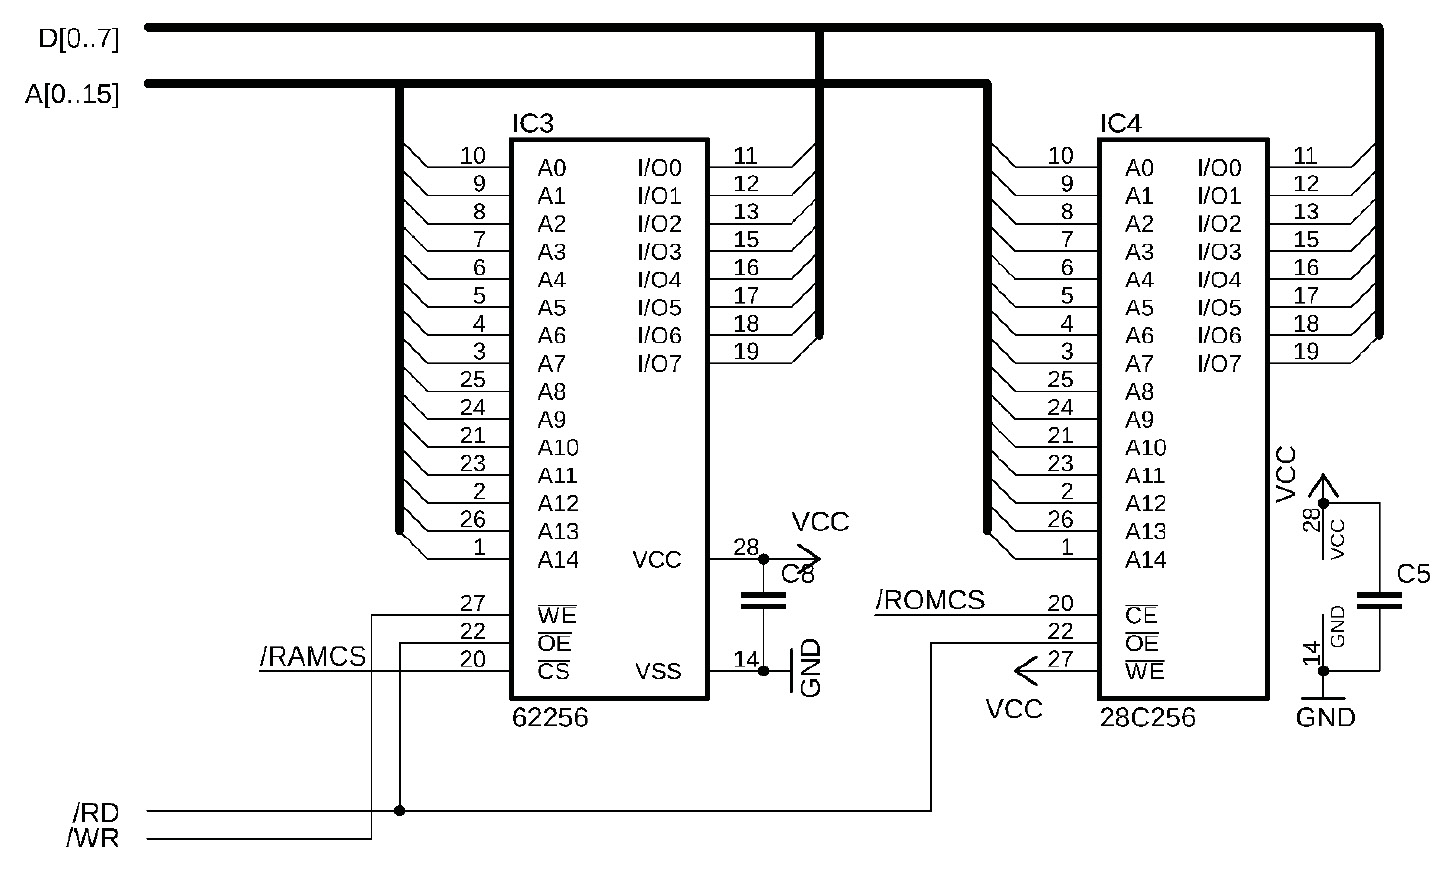 D[0..7]
A[0..15]
IC3
10 A0 I/O0 11
9 A1 I/O1 12
8 A2 I/O2 13
7 A3 I/O3 15
6 A4 I/O4 16
5 A5 I/O5 17
4 A6 I/O6 18
3 A7 I/O7 19
25 A8
24 A9
21 A10
23 A11
2 A12
26 A13
1 A14 VCC 28
VCC
C8
27 WE
22 OE
/RAMCS 20 CS VSS 14
GND
62256
IC4
10 A0 I/O0 11
9 A1 I/O1 12
8 A2 I/O2 13
7 A3 I/O3 15
6 A4 I/O4 16
5 A5 I/O5 17
4 A6 I/O6 18
3 A7 I/O7 19
25 A8
24 A9
21 A10
23 A11
2 A12
26 A13
1 A14
/ROMCS 20 CE
22 OE
27 WE
VCC
28C256
VCC
28 VCC
C5
14 GND
GND
/RD
/WR